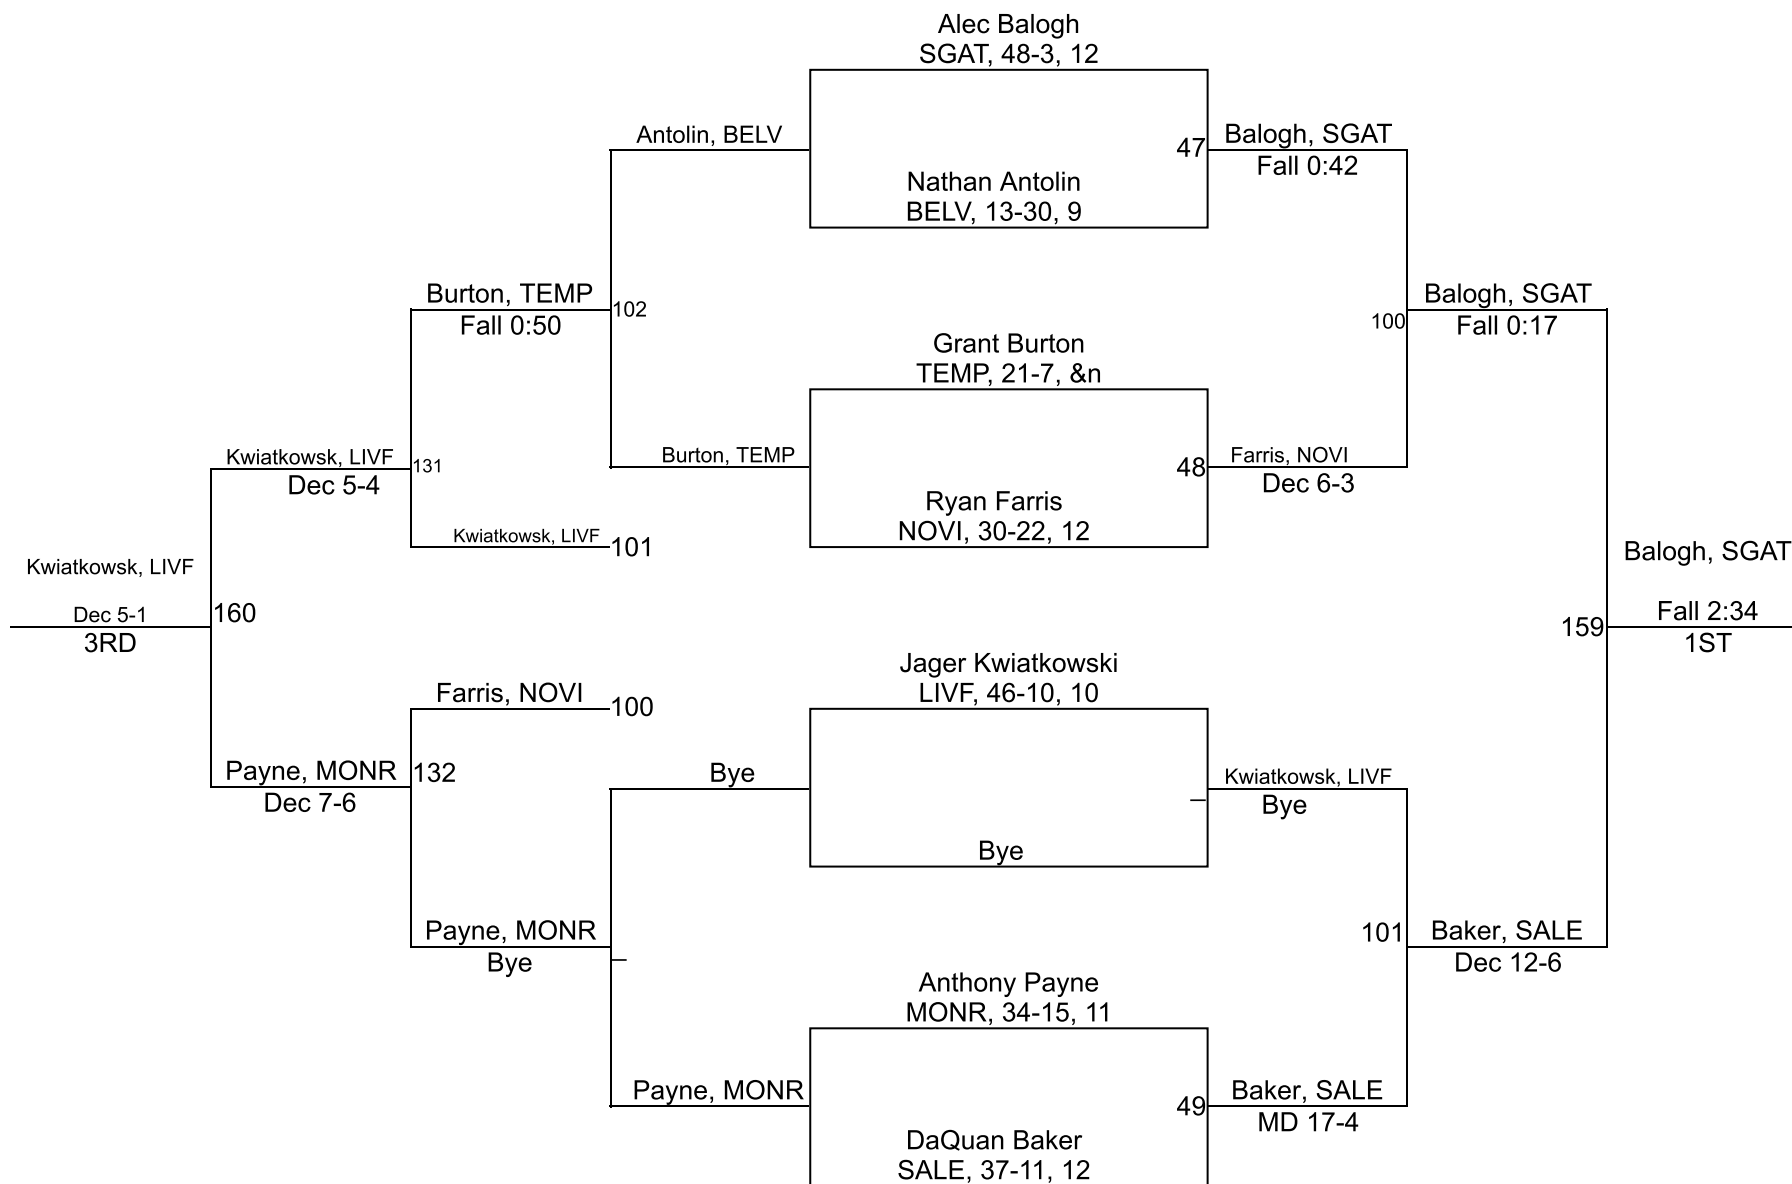 Alec Balogh
SGAT, 48-3, 12
Antolin, BELV
47
Balogh, SGAT
Fall 0:42
Nathan Antolin
BELV, 13-30, 9
Burton, TEMP
Fall 0:50
102
Balogh, SGAT
Fall 0:17
100
Grant Burton
TEMP, 21-7, &n
Kwiatkowsk, LIVF
Dec 5-4
131
Burton, TEMP
48
Farris, NOVI
Dec 6-3
Ryan Farris
NOVI, 30-22, 12
Kwiatkowsk, LIVF
101
Kwiatkowsk, LIVF
Dec 5-1
3RD
160
Balogh, SGAT
Fall 2:34
1ST
159
Jager Kwiatkowski
LIVF, 46-10, 10
Farris, NOVI
100
Payne, MONR
Dec 7-6
132
Bye
Kwiatkowsk, LIVF
Bye
Bye
Payne, MONR
Bye
101
Baker, SALE
Dec 12-6
Anthony Payne
MONR, 34-15, 11
Payne, MONR
49
Baker, SALE
MD 17-4
DaQuan Baker
SALE, 37-11, 12